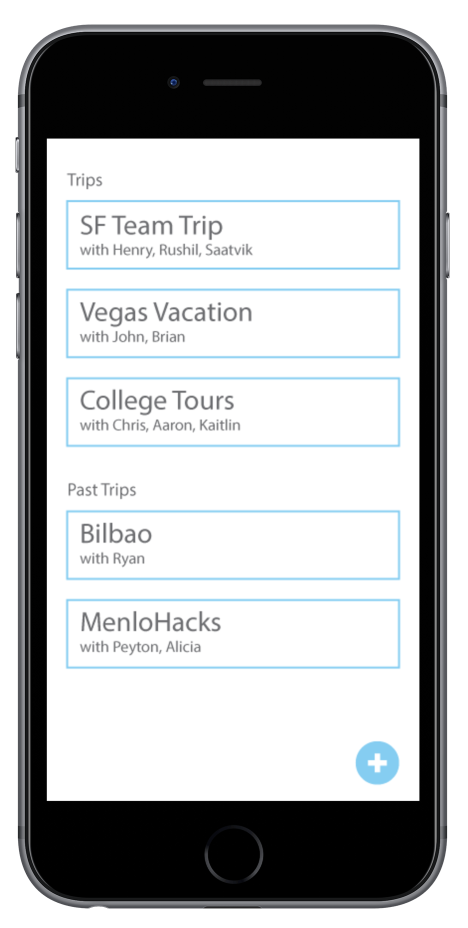 Trips
SF Team Trip
with Henry, Rushil, Saatvik
Vegas Vacation
with John, Brian
College Tours
with Chris, Aaron, Kaitlin
Past Trips
Bilbao
with Ryan
MenloHacks
with Peyton, Alicia